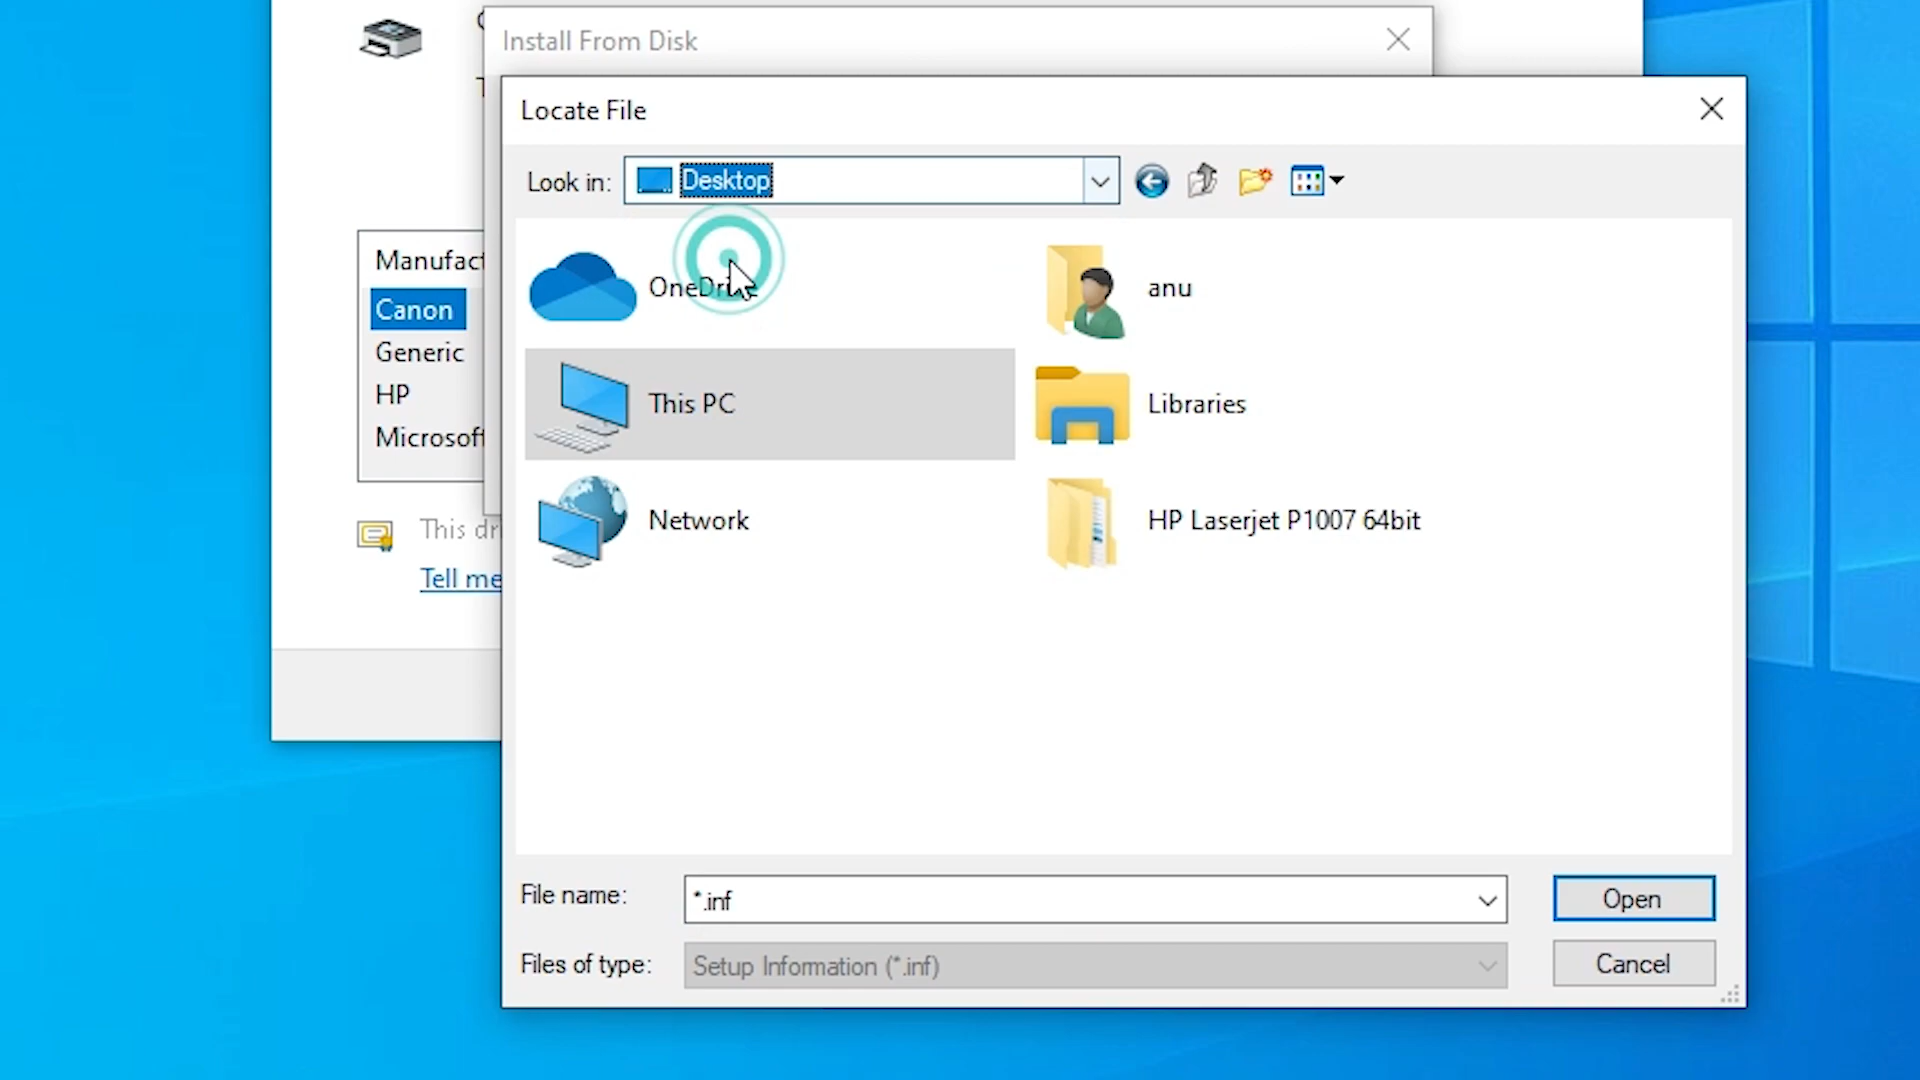 Install From Disk
Locate File
Look in:
Desktop
OneDrive
anu
This PC
Libraries
Network
HP Laserjet P1007 64bit
Manufact
Canon
Generic
HP
Microsoft
This dri
Tell me
File name:
*.inf
Open
Files of type:
Setup Information (*.inf)
Cancel